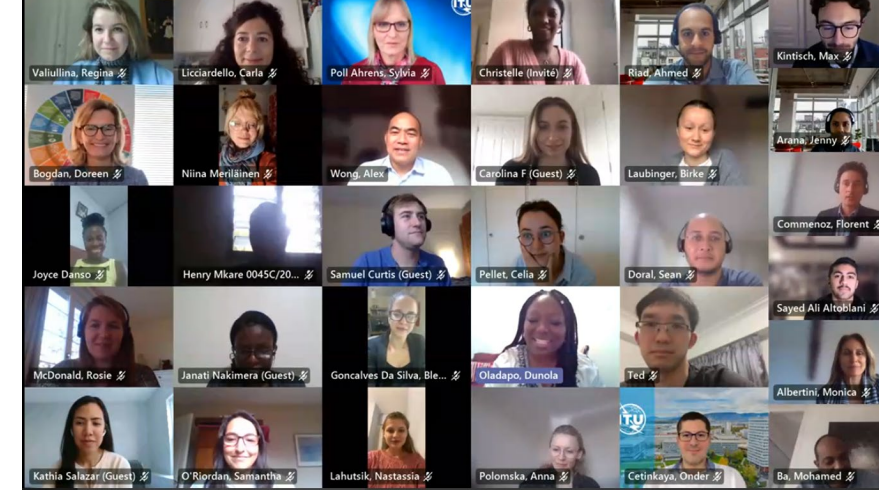 ITU
Valiullina, Regina
Licciardello, Carla
Poll Ahrens, Sylvia
Christelle (Invité)
Riad, Ahmed
Kintisch, Max
Bogdan, Doreen
Niina Meriläinen
Wong, Alex
Carolina F (Guest)
Laubinger, Birke
Arana, Jenny
Commenoz, Florent
Joyce Danso
Henry Mkare 0045C/20...
Samuel Curtis (Guest)
Pellet, Celia
Doral, Sean
Sayed Ali Altoblani
McDonald, Rosie
Janati Nakimera (Guest)
Goncalves Da Silva, Ble...
Oladapo, Dunola
Ted
Albertini, Monica
ITU
Kathia Salazar (Guest)
O'Riordan, Samantha
Lahutsik, Nastassia
Polomska, Anna
Cetinkaya, Onder
Ba, Mohamed